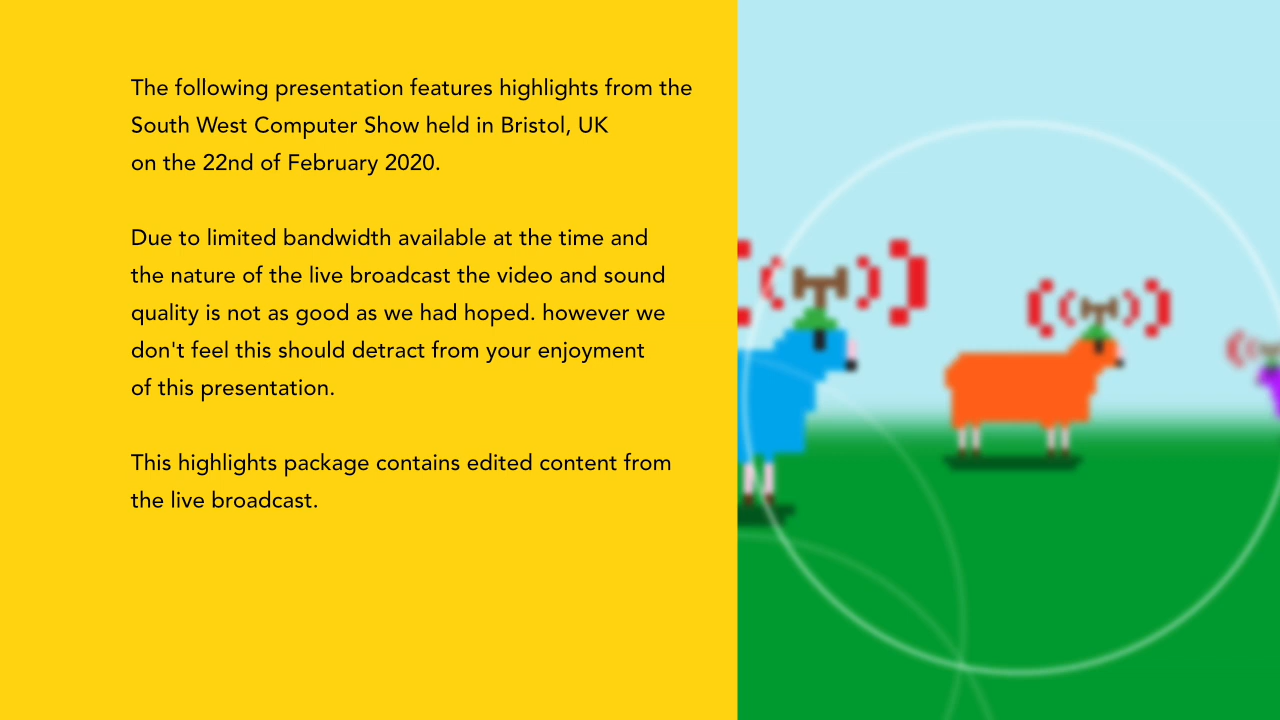 The following presentation features highlights from the
South West Computer Show held in Bristol, UK
on the 22nd of February 2020.
Due to limited bandwidth available at the time and
the nature of the live broadcast the video and sound
quality is not as good as we had hoped. however we
don't feel this should detract from your enjoyment
of this presentation.
This highlights package contains edited content from
the live broadcast.